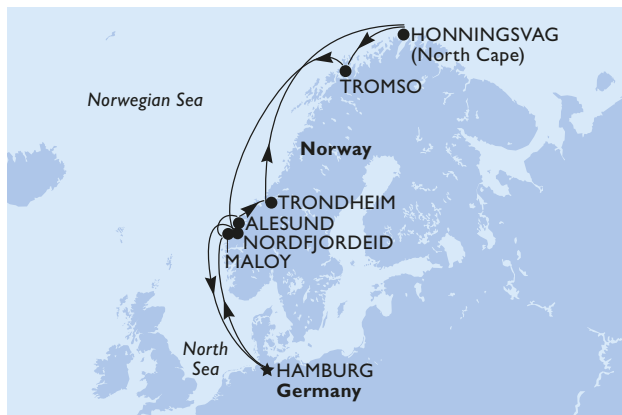 HONNINGSVAG
(North Cape)
TROMSO
Norwegian Sea
Norway
TRONDHEIM
ALESUND
NORDFJORDEID
MALOY
North
Sea
HAMBURG
Germany